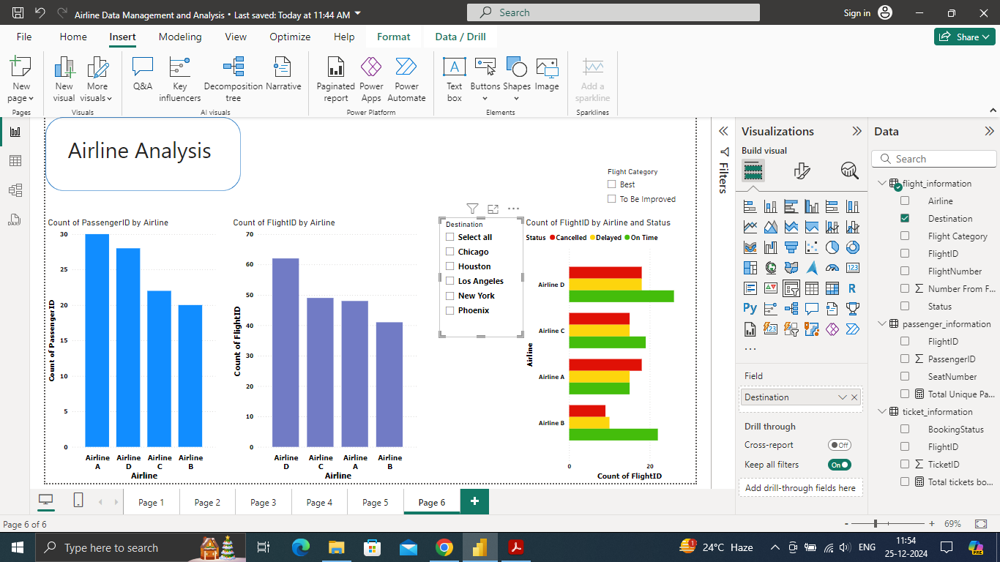 Airline Data Management and Analysis • Last saved: Today at 11:44 AM
Search
Sign in
File
Home
Insert
Modeling
View
Optimize
Help
Format
Data / Drill
Share
New page
New visual
More visuals
Q&A
Key influencers
Decomposition tree
Narrative
Paginated report
Power Apps
Power Automate
Text box
Buttons
Shapes
Image
Add a sparkline
Pages
Visuals
AI visuals
Power Platform
Elements
Sparklines
Airline Analysis
Flight Category
Best
To Be Improved
Count of PassengerID by Airline
30
25
20
15
10
5
0
Count of PassengerID
Airline A
Airline D
Airline C
Airline B
Airline
Count of FlightID by Airline
70
60
50
40
30
20
10
0
Count of FlightID
Airline D
Airline C
Airline A
Airline B
Airline
Destination
Select all
Chicago
Houston
Los Angeles
New York
Phoenix
Count of FlightID by Airline and Status
Status Cancelled Delayed On Time
Airline D
Airline C
Airline A
Airline B
Airline
0
20
Count of FlightID
Filters
Visualizations
Build visual
123
R
Py
123
Field
Destination
Drill through
Cross-report
Off
Keep all filters
On
Add drill-through fields here
Data
Search
flight_information
Airline
Destination
Flight Category
FlightID
FlightNumber
Number From F...
Status
passenger_information
FlightID
PassengerID
SeatNumber
Total Unique Pa...
ticket_information
BookingStatus
FlightID
TicketID
Total tickets bo...
DAX
Page 1
Page 2
Page 3
Page 4
Page 5
Page 6
Page 6 of 6
69%
Type here to search
1
24°C Haze
ENG
11:54
25-12-2024
PRE